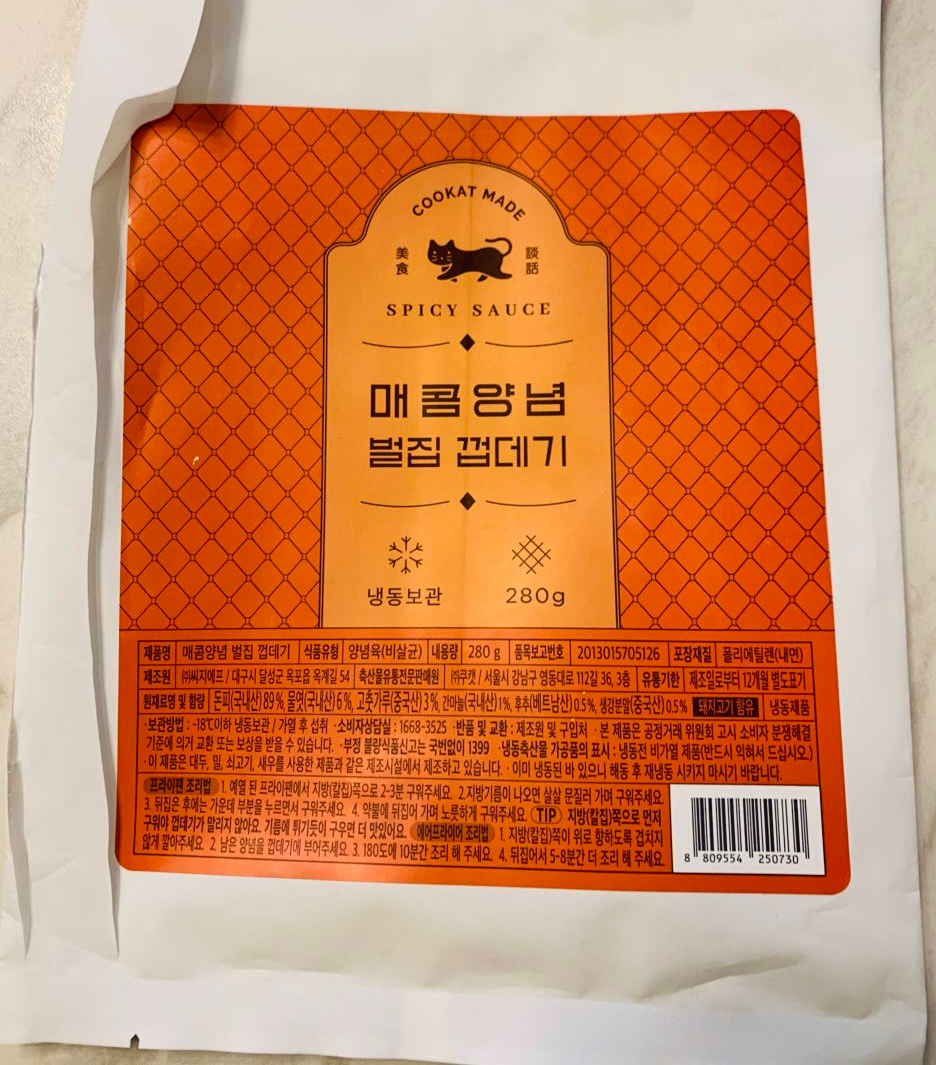 COOKAT MADE
美食 談話
SPICY SAUCE
매콤양념
벌집 껍데기
냉동보관 280g
제품명 매콤양념 벌집 껍데기 식품유형 양념육(비살균) 내용량 280 g 품목보고번호 2013015705126 포장재질 폴리에틸렌(내면)
제조원 ㈜씨지에프 / 대구시 달성군 옥포읍 옥계길 54 축산물유통전문판매원 ㈜쿠캣 / 서울시 강남구 영동대로 112길 36, 3층 유통기한 제조일로부터 12개월 별도표기
원재료명 및 함량 돈피(국내산) 89 %, 물엿(국내산) 6 %, 고춧가루(중국산) 3 %, 간마늘(국내산) 1%, 후추(베트남산) 0.5%, 생강분말(중국산) 0.5 % 돼지고기 함유 냉동제품
·보관방법 : -18℃이하 냉동보관 / 가열 후 섭취 ·소비자상담실 : 1668-3525 ·반품 및 교환 : 제조원 및 구입처 · 본 제품은 공정거래 위원회 고시 소비자 분쟁해결
기준에 의거 교환 또는 보상을 받을 수 있습니다. ·부정 불량식품신고는 국번없이 1399 ·냉동축산물 가공품의 표시 : 냉동전 비가열 제품(반드시 익혀서 드십시오.)
· 이 제품은 대두, 밀, 쇠고기, 새우를 사용한 제품과 같은 제조시설에서 제조하고 있습니다. · 이미 냉동된 바 있으니 해동 후 재냉동 시키지 마시기 바랍니다.
프라이팬 조리법 1. 예열 된 프라이팬에서 지방(칼집)쪽으로 2-3분 구워주세요. 2.지방기름이 나오면 살살 문질러 가며 구워주세요.
3. 뒤집은 후에는 가운데 부분을 누르면서 구워주세요. 4. 약불에 뒤집어 가며 노릇하게 구워주세요. TIP 지방(칼집)쪽으로 먼저
구워야 껍데기가 말리지 않아요. 기름에 튀기듯이 구우면 더 맛있어요. 에어프라이어 조리법 1. 지방(칼집)쪽이 위로 향하도록 겹치지
않게 깔아주세요. 2. 남은 양념을 껍데기에 부어주세요. 3. 180도에 10분간 조리 해 주세요. 4. 뒤집어서 5-8분간 더 조리 해 주세요.
8 809554 250730